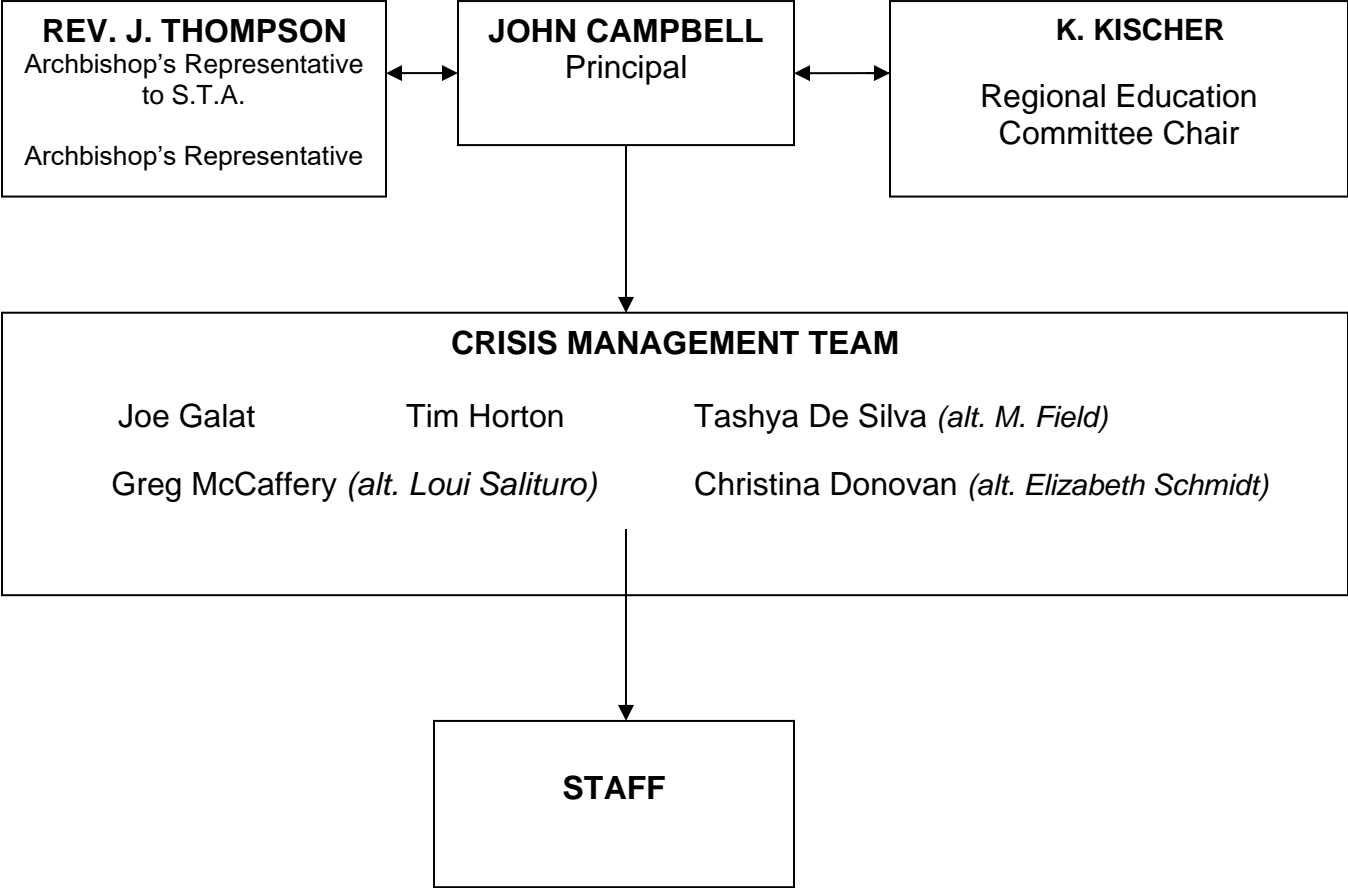 REV. J. THOMPSON
Archbishop’s Representative
to S.T.A.
Archbishop’s Representative
JOHN CAMPBELL
Principal
K. KISCHER
Regional Education
Committee Chair
CRISIS MANAGEMENT TEAM
Joe Galat Tim Horton Tashya De Silva (alt. M. Field)
Greg McCaffery (alt. Loui Salituro) Christina Donovan (alt. Elizabeth Schmidt)
STAFF